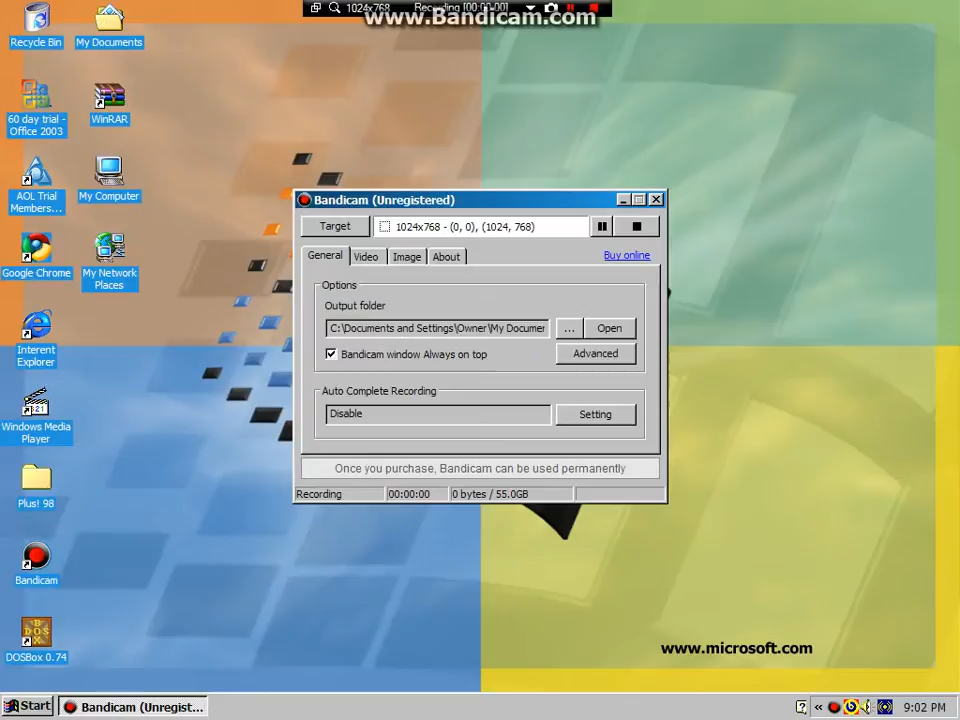 1024x768 Recording [00:00:00]
www.Bandicam.com
Recycle Bin
My Documents
60 day trial -
Office 2003
WinRAR
AOL Trial
Members...
My Computer
Google Chrome
My Network
Places
Interent
Explorer
Windows Media
Player
Plus! 98
Bandicam
DOSBox 0.74
Bandicam (Unregistered)
Target
1024x768 - (0, 0), (1024, 768)
General
Video
Image
About
Buy online
Options
Output folder
C:\Documents and Settings\Owner\My Documer
...
Open
Bandicam window Always on top
Advanced
Auto Complete Recording
Disable
Setting
Once you purchase, Bandicam can be used permanently
Recording
00:00:00
0 bytes / 55.0GB
www.microsoft.com
Start
Bandicam (Unregist...
9:02 PM